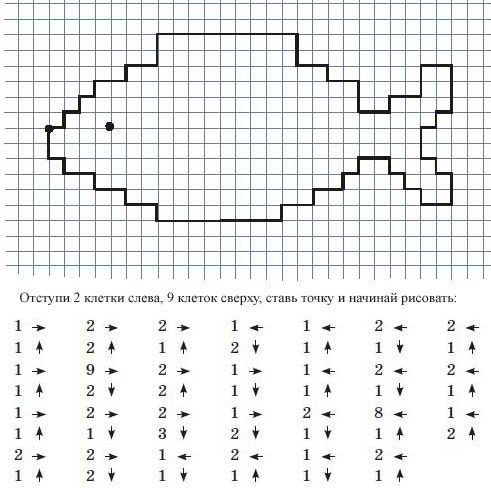 Отступи 2 клетки слева, 9 клеток сверху, ставь точку и начинай рисовать:
1 → 2 → 2 → 1 ← 1 ← 2 ← 2 ←
1 ↑ 2 ↑ 1 ↑ 2 ↓ 1 ↑ 1 ↓ 1 ↑
1 → 9 → 2 → 1 → 1 ← 2 ← 2 ←
1 ↑ 2 ↓ 2 ↑ 1 ↓ 1 ↑ 1 ↓ 1 ↑
1 → 2 → 2 → 1 → 2 ← 8 ← 1 ←
1 ↑ 1 ↓ 3 ↓ 2 ↓ 1 ↓ 1 ↑ 2 ↑
2 → 2 → 1 ← 2 ← 1 ← 2 ←
1 ↑ 2 ↓ 1 ↓ 1 ↑ 1 ↓ 1 ↑